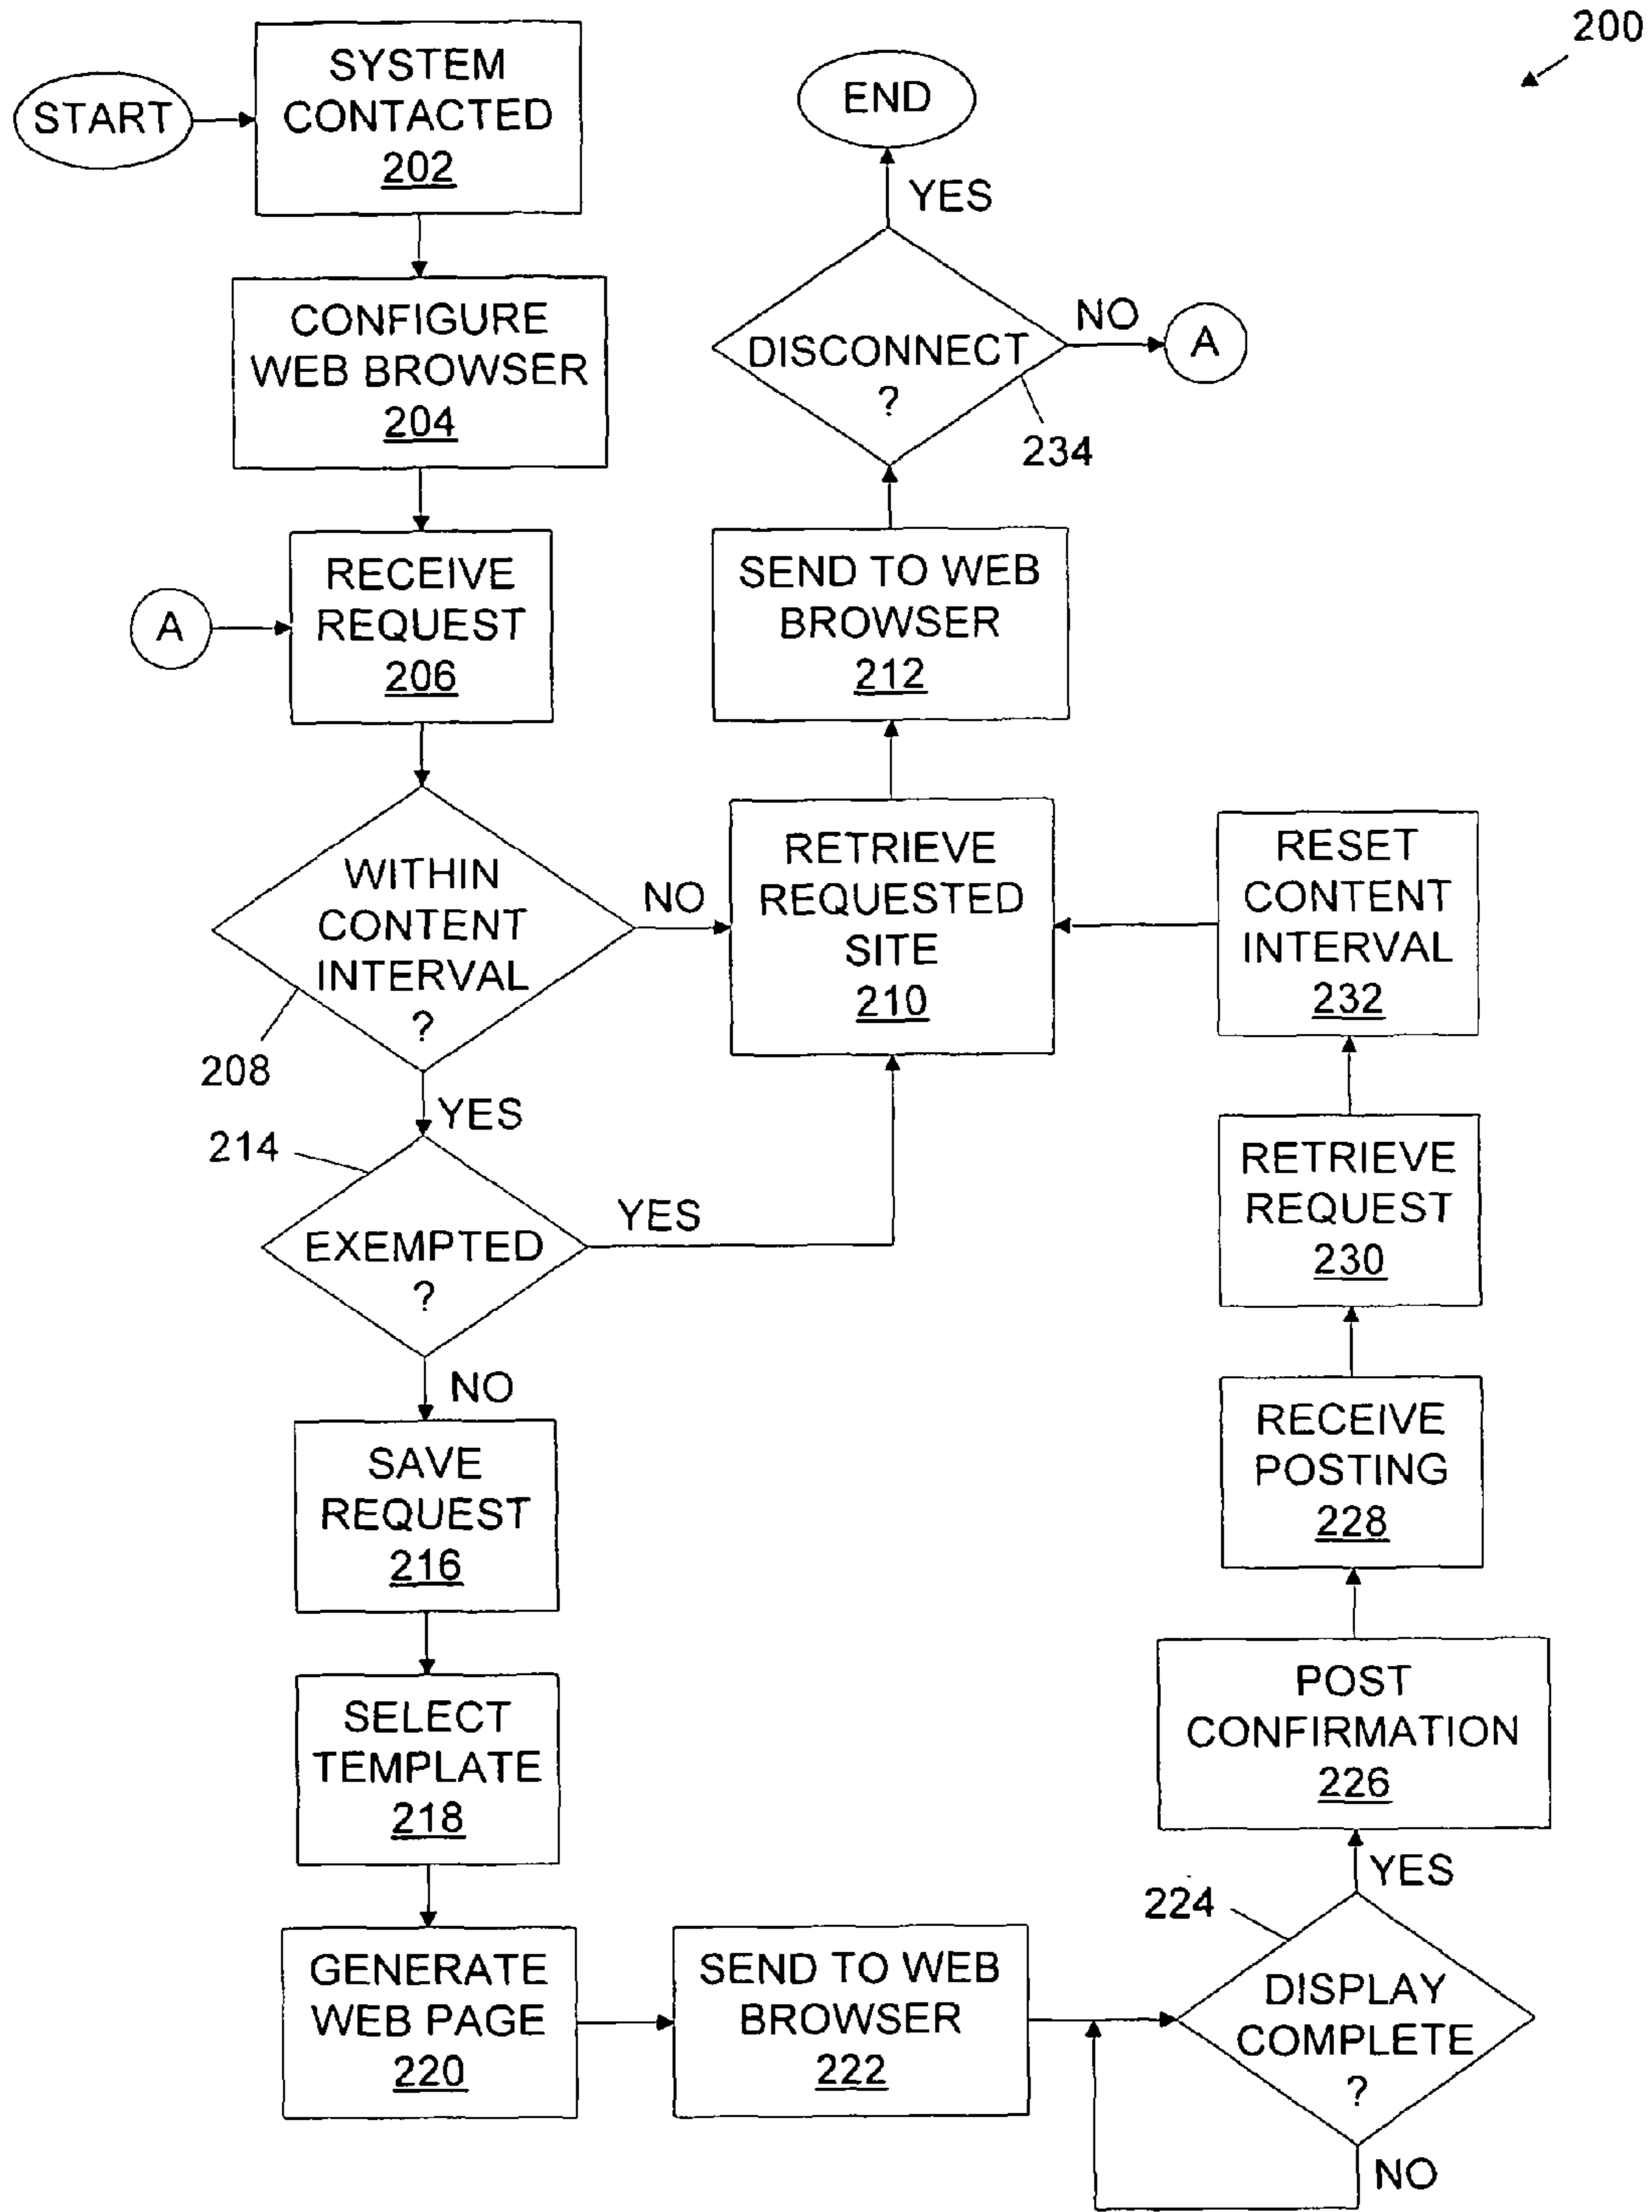 200
START
SYSTEM
CONTACTED
202
CONFIGURE
WEB BROWSER
204
A
RECEIVE
REQUEST
206
WITHIN
CONTENT
INTERVAL
?
208
NO
YES
214
EXEMPTED
?
YES
NO
SAVE
REQUEST
216
SELECT
TEMPLATE
218
GENERATE
WEB PAGE
220
SEND TO WEB
BROWSER
222
224
DISPLAY
COMPLETE
?
NO
YES
POST
CONFIRMATION
226
RECEIVE
POSTING
228
RETRIEVE
REQUEST
230
RESET
CONTENT
INTERVAL
232
RETRIEVE
REQUESTED
SITE
210
SEND TO WEB
BROWSER
212
DISCONNECT
?
234
NO
A
YES
END